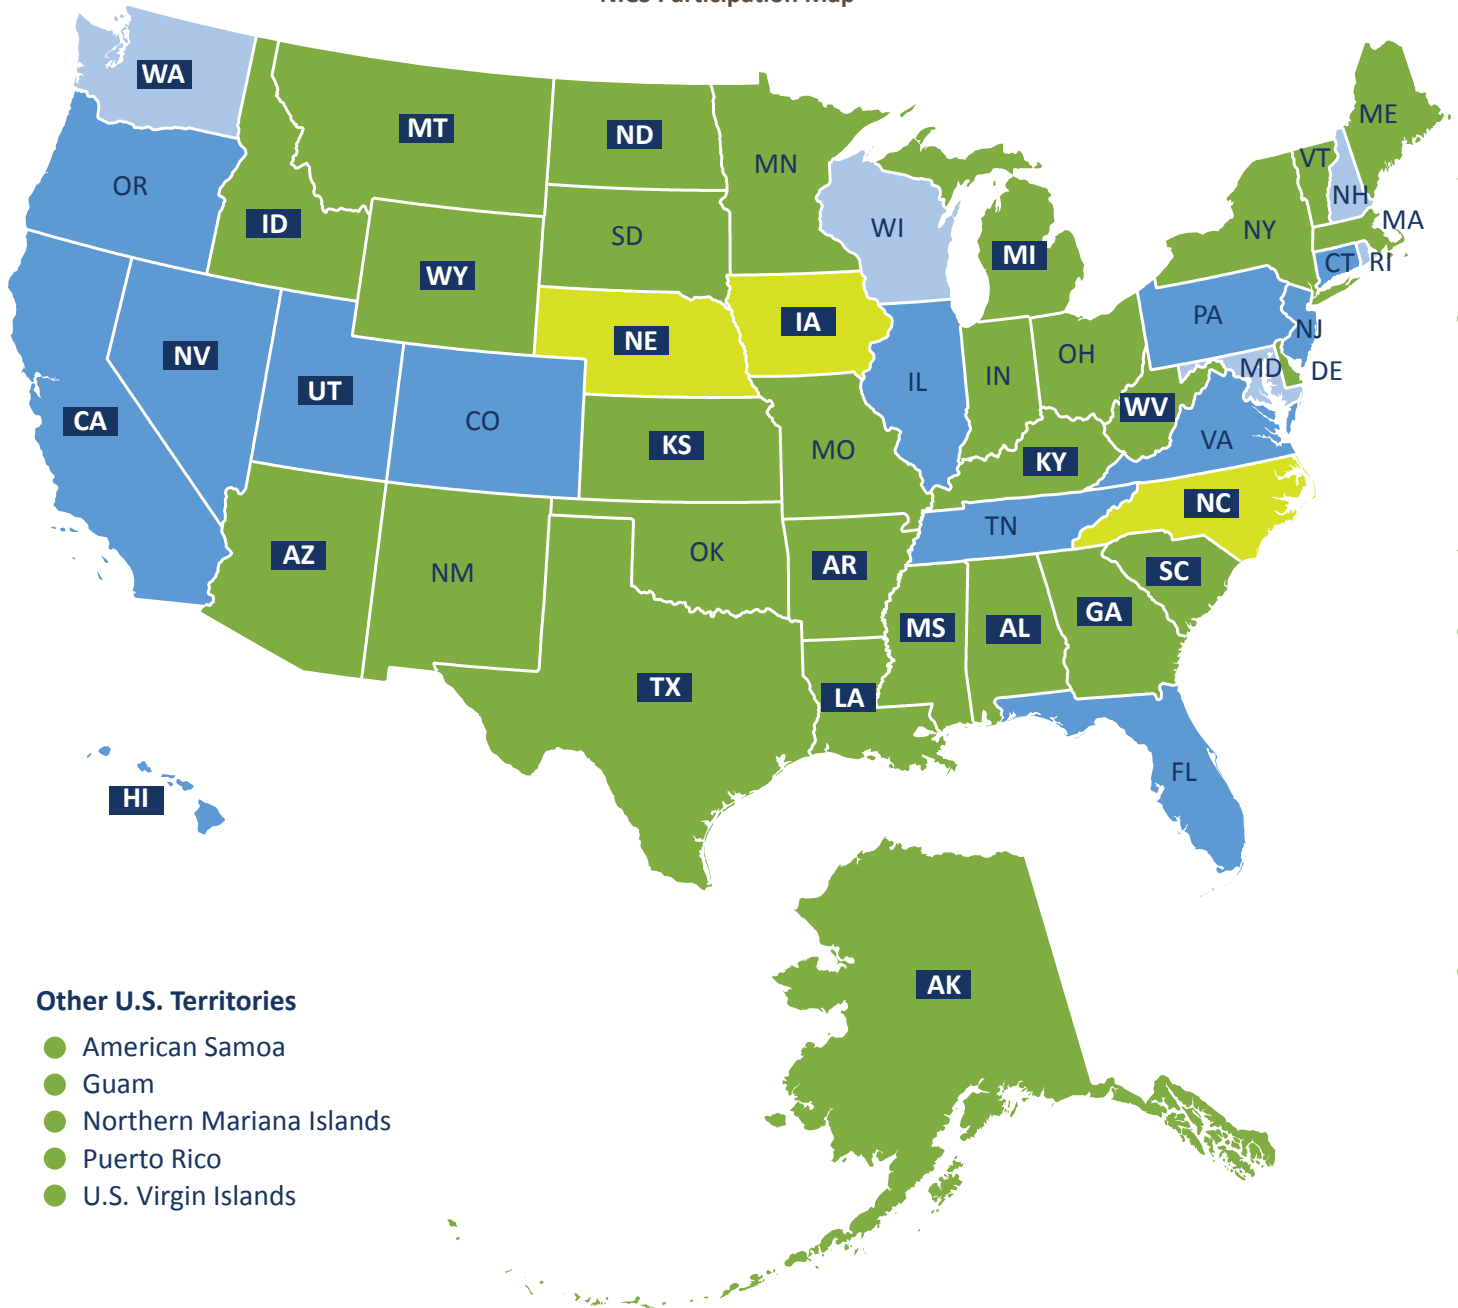 NICS Participation Map
WA
MT
ND
MN
ME
VT
NH
OR
ID
SD
WI
MI
NY
MA
CT
RI
WY
NE
IA
PA
NJ
NV
UT
CO
IL
IN
OH
MD
DE
CA
KS
MO
WV
KY
VA
AZ
NM
OK
AR
TN
NC
SC
MS
AL
GA
TX
LA
FL
HI
AK
Other U.S. Territories
American Samoa
Guam
Northern Mariana Islands
Puerto Rico
U.S. Virgin Islands